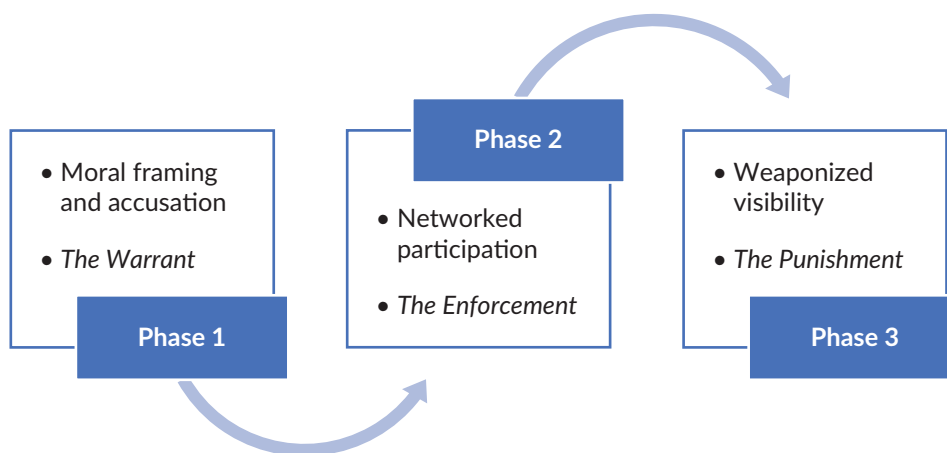 • Moral framing
and accusation
• The Warrant
Phase 1
Phase 2
• Networked
participation
• The Enforcement
• Weaponized
visibility
• The Punishment
Phase 3